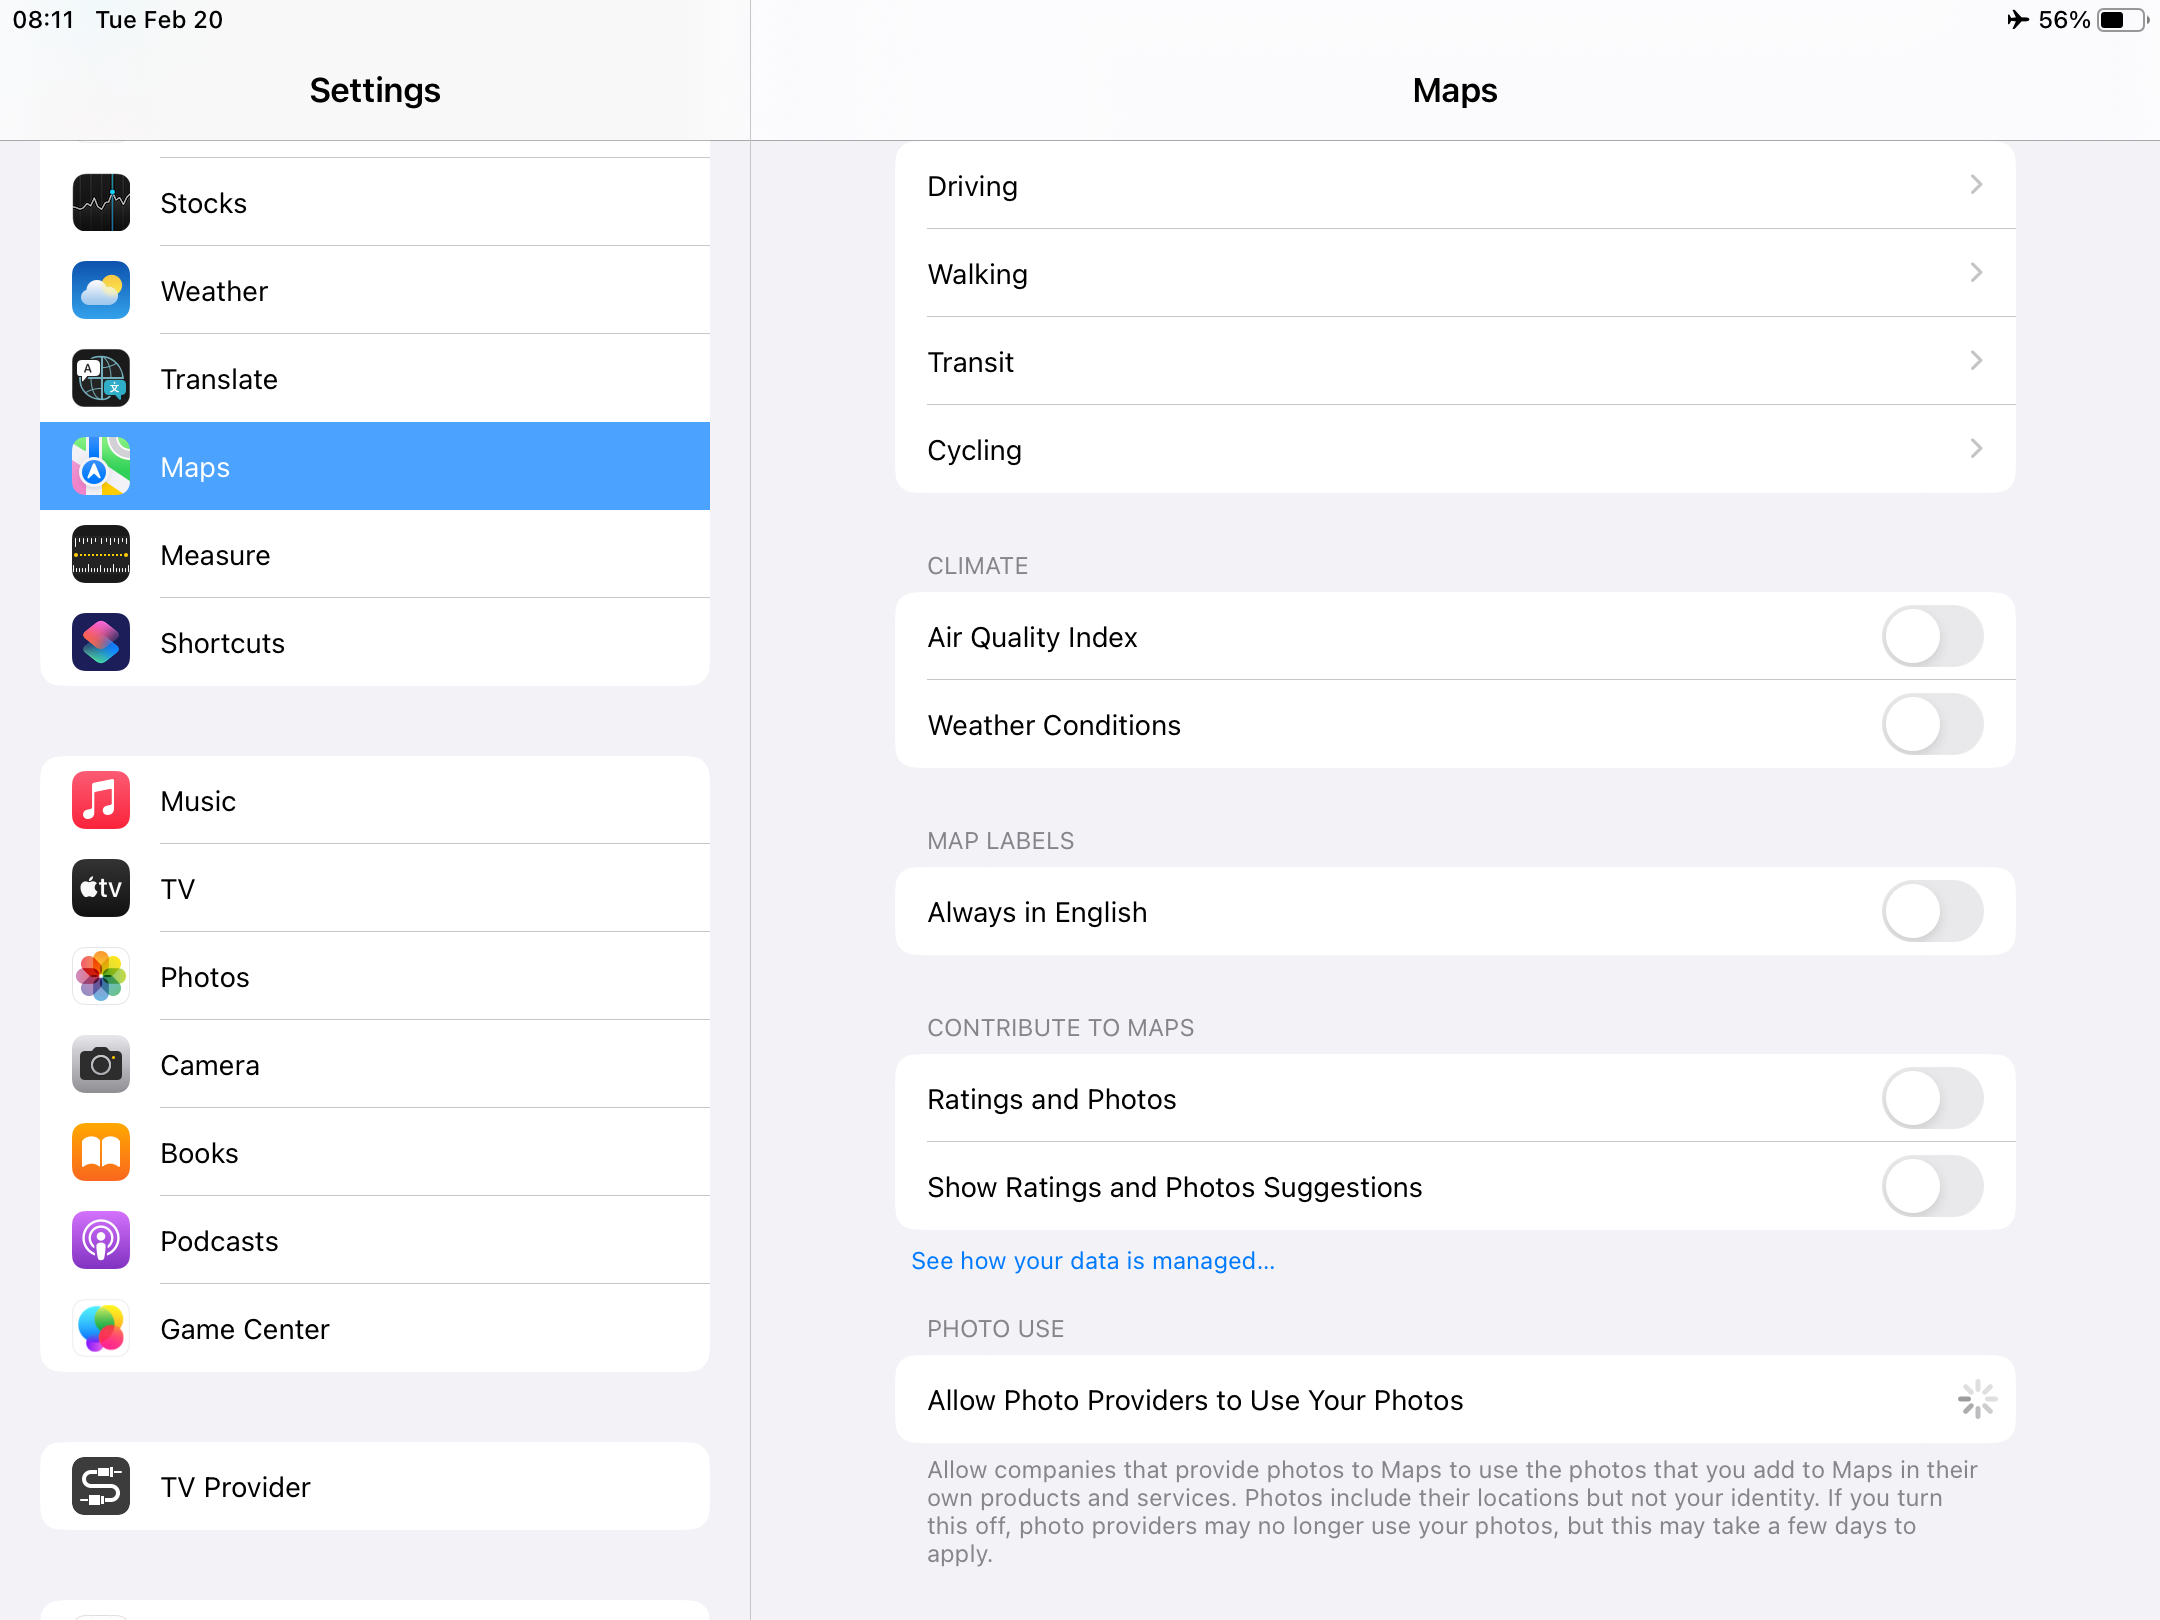 08:11 Tue Feb 20
56%
Settings
Maps
Stocks
Weather
Translate
Maps
Measure
Shortcuts
Music
tv
TV
Photos
Camera
Books
Podcasts
Game Center
TV Provider
Driving
Walking
Transit
Cycling
CLIMATE
Air Quality Index
Weather Conditions
MAP LABELS
Always in English
CONTRIBUTE TO MAPS
Ratings and Photos
Show Ratings and Photos Suggestions
See how your data is managed...
PHOTO USE
Allow Photo Providers to Use Your Photos
Allow companies that provide photos to Maps to use the photos that you add to Maps in their
own products and services. Photos include their locations but not your identity. If you turn
this off, photo providers may no longer use your photos, but this may take a few days to
apply.